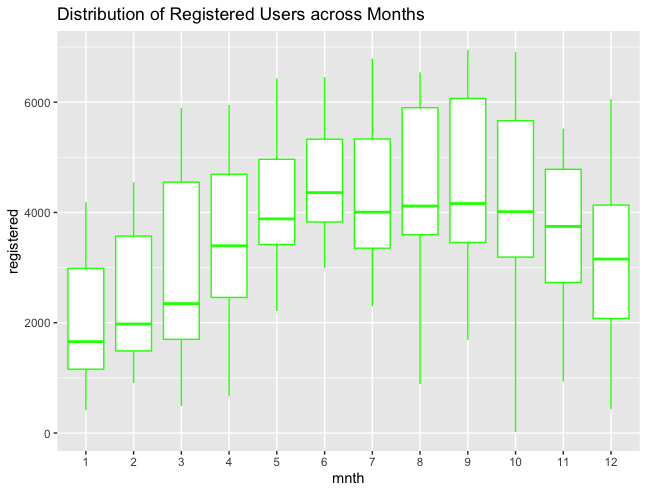 Distribution of Registered Users across Months
registered
6000
4000
2000
0
1 2 3 4 5 6 7 8 9 10 11 12
mnth